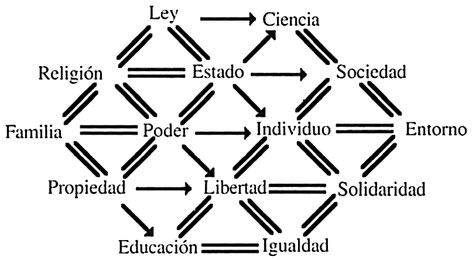 Ley Ciencia
Religión Estado Sociedad
Familia Poder Individuo Entorno
Propiedad Libertad Solidaridad
Educación Igualdad